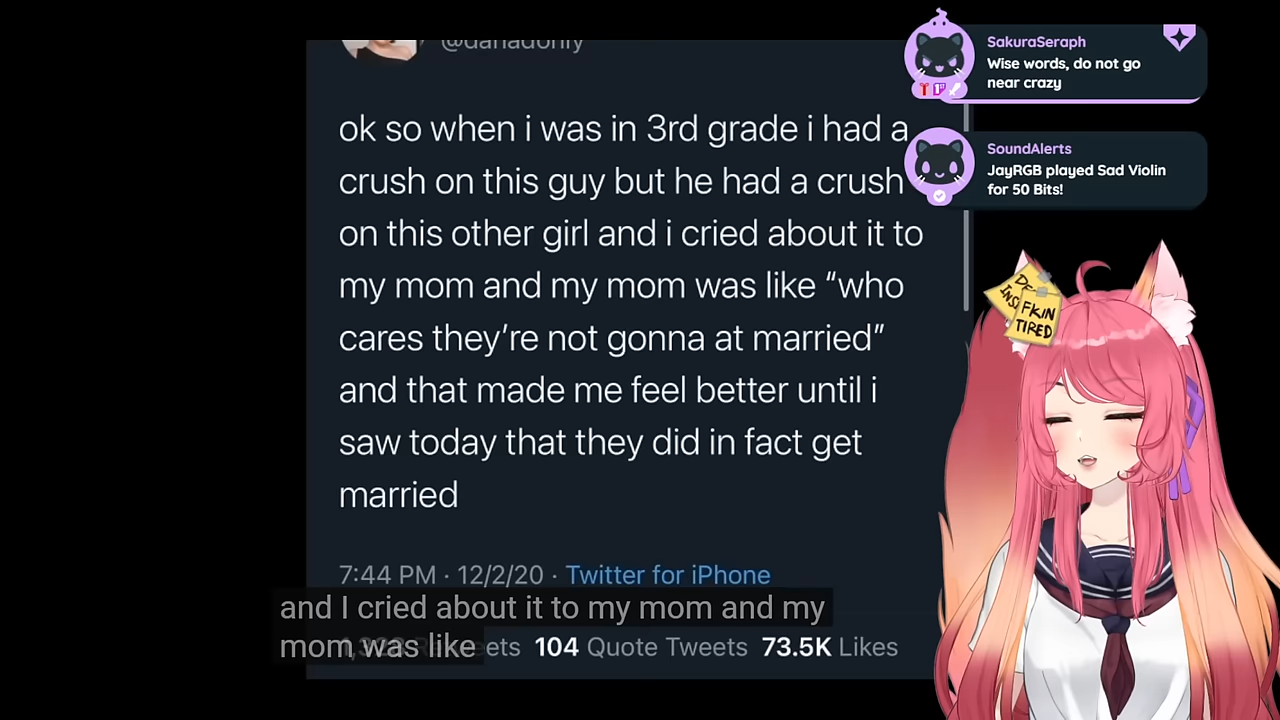 @danadonly
ok so when i was in 3rd grade i had a
crush on this guy but he had a crush
on this other girl and i cried about it to
my mom and my mom was like “who
cares they’re not gonna at married”
and that made me feel better until i
saw today that they did in fact get
married
7:44 PM · 12/2/20 · Twitter for iPhone
ets 104 Quote Tweets 73.5K Likes
and I cried about it to my mom and my
mom was like
SakuraSeraph
Wise words, do not go
near crazy
SoundAlerts
JayRGB played Sad Violin
for 50 Bits!
FKIN
TIRED